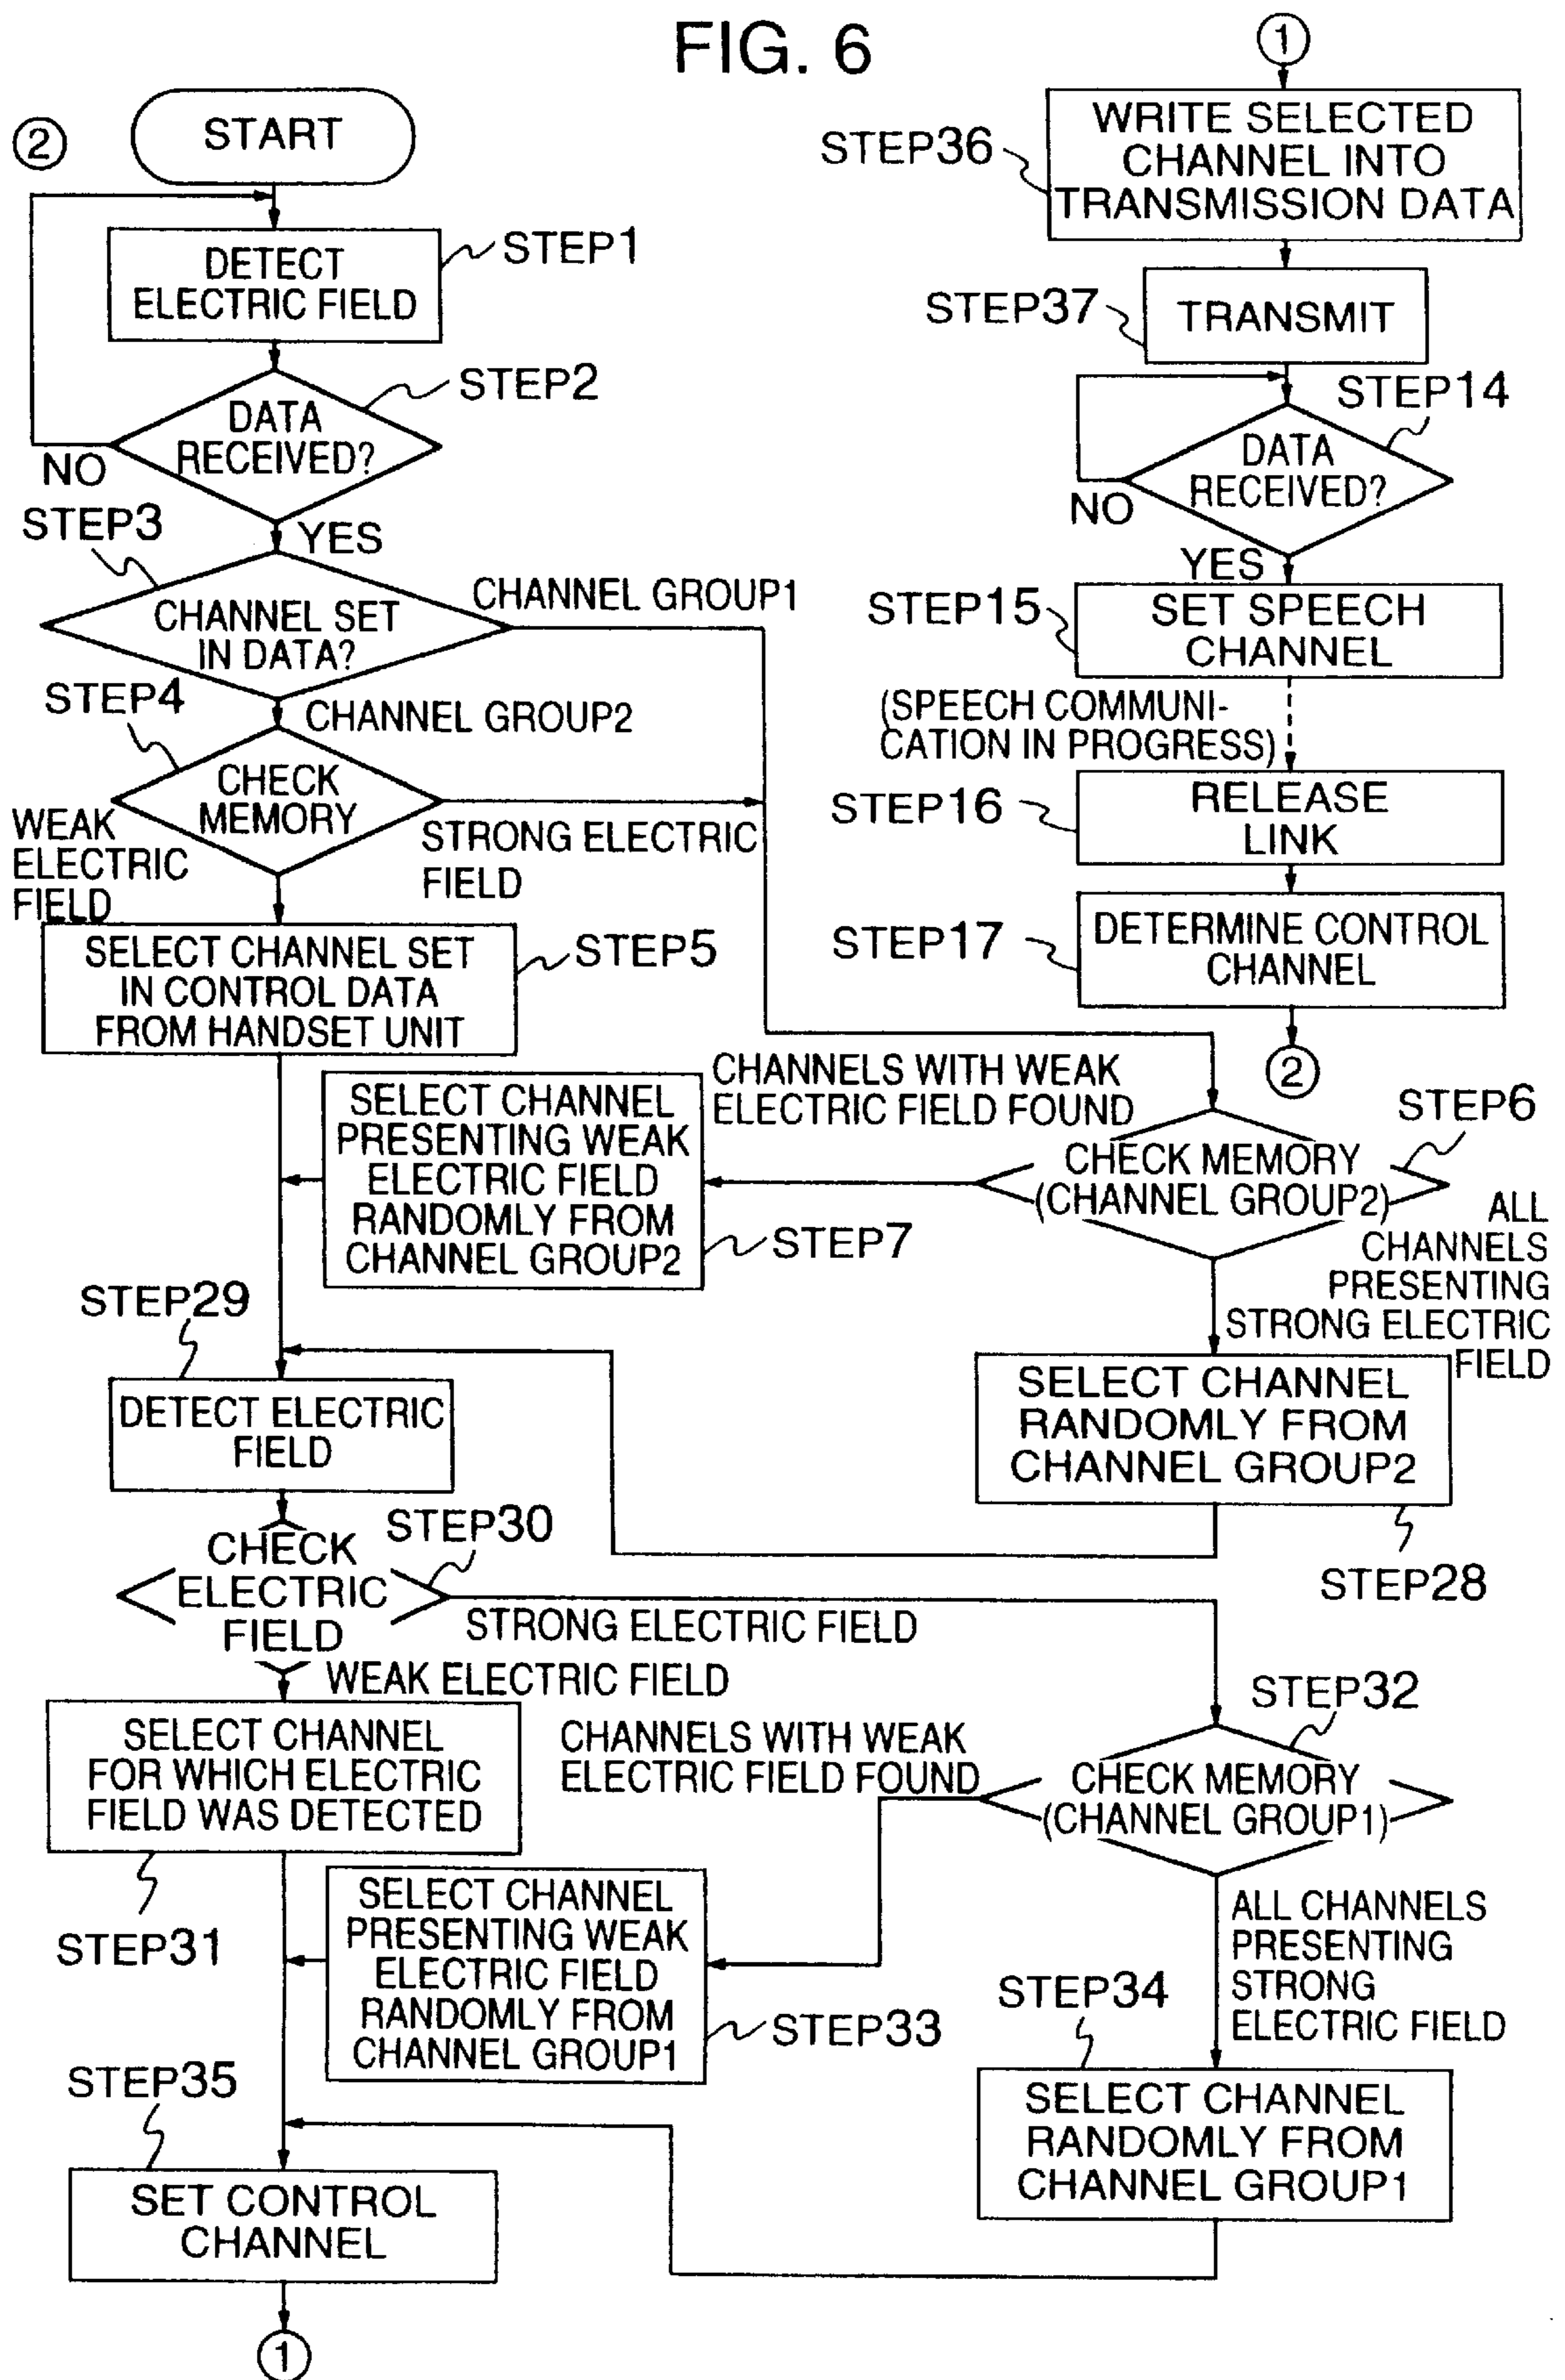 FIG. 6
2
START
DETECT
ELECTRIC FIELD
STEP1
DATA
RECEIVED?
STEP2
NO
YES
STEP3
CHANNEL SET
IN DATA?
CHANNEL GROUP1
CHANNEL GROUP2
STEP4
CHECK
MEMORY
WEAK
ELECTRIC
FIELD
STRONG ELECTRIC
FIELD
SELECT CHANNEL SET
IN CONTROL DATA
FROM HANDSET UNIT
STEP5
SELECT CHANNEL
PRESENTING WEAK
ELECTRIC FIELD
RANDOMLY FROM
CHANNEL GROUP2
STEP7
CHANNELS WITH WEAK
ELECTRIC FIELD FOUND
CHECK MEMORY
(CHANNEL GROUP2)
STEP6
ALL
CHANNELS
PRESENTING
STRONG ELECTRIC
FIELD
SELECT CHANNEL
RANDOMLY FROM
CHANNEL GROUP2
STEP28
STEP29
DETECT ELECTRIC
FIELD
CHECK
ELECTRIC
FIELD
STEP30
STRONG ELECTRIC FIELD
WEAK ELECTRIC FIELD
SELECT CHANNEL
FOR WHICH ELECTRIC
FIELD WAS DETECTED
STEP31
CHANNELS WITH WEAK
ELECTRIC FIELD FOUND
STEP32
CHECK MEMORY
(CHANNEL GROUP1)
SELECT CHANNEL
PRESENTING WEAK
ELECTRIC FIELD
RANDOMLY FROM
CHANNEL GROUP1
STEP33
ALL CHANNELS
PRESENTING
STRONG
ELECTRIC FIELD
STEP34
SELECT CHANNEL
RANDOMLY FROM
CHANNEL GROUP1
STEP35
SET CONTROL
CHANNEL
1
1
STEP36
WRITE SELECTED
CHANNEL INTO
TRANSMISSION DATA
STEP37
TRANSMIT
STEP14
DATA
RECEIVED?
NO
YES
STEP15
SET SPEECH
CHANNEL
(SPEECH COMMUNI-
CATION IN PROGRESS)
STEP16
RELEASE
LINK
STEP17
DETERMINE CONTROL
CHANNEL
2